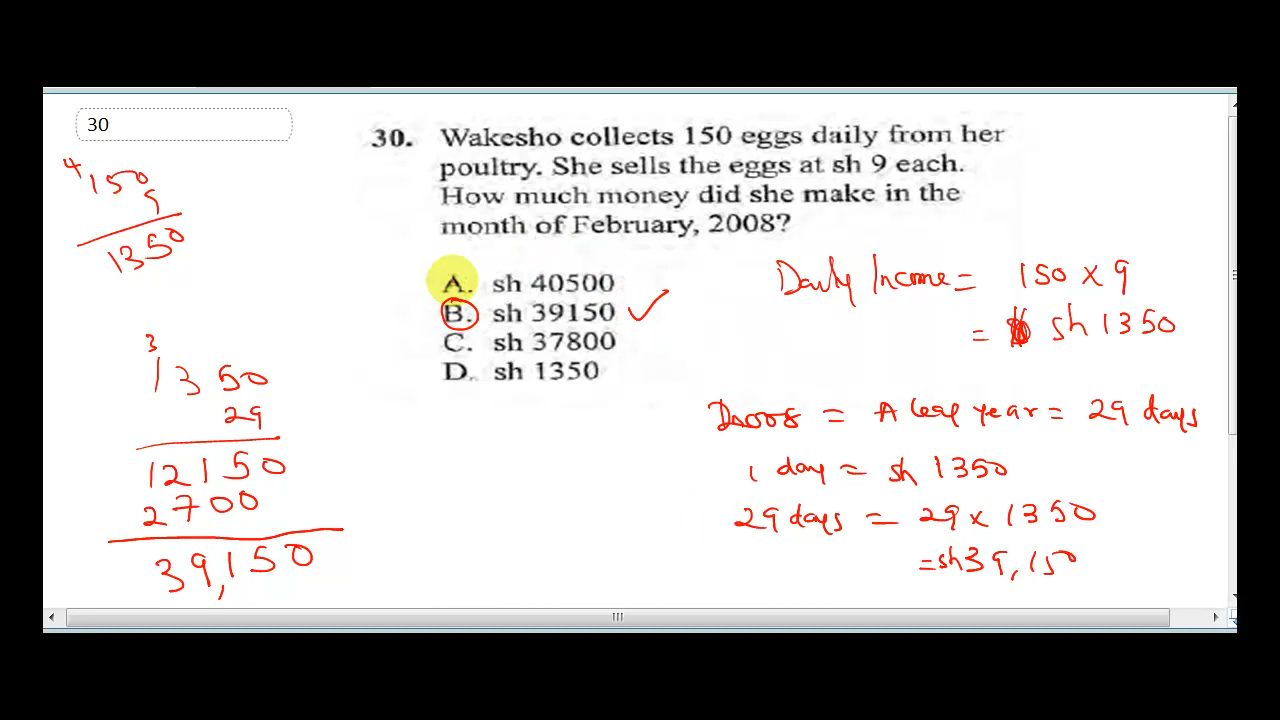 30
30. Wakesho collects 150 eggs daily from her
poultry. She sells the eggs at sh 9 each.
How much money did she make in the
month of February, 2008?
A. sh 40500
B. sh 39150
C. sh 37800
D. sh 1350
4
150
9
1350
3
1350
29
12150
2700
39,150
Daily Income = 150 x 9
= sh 1350
= A leap year = 29 days
1 day = sh 1350
29 days = 29 x 1350
= sh 39,150